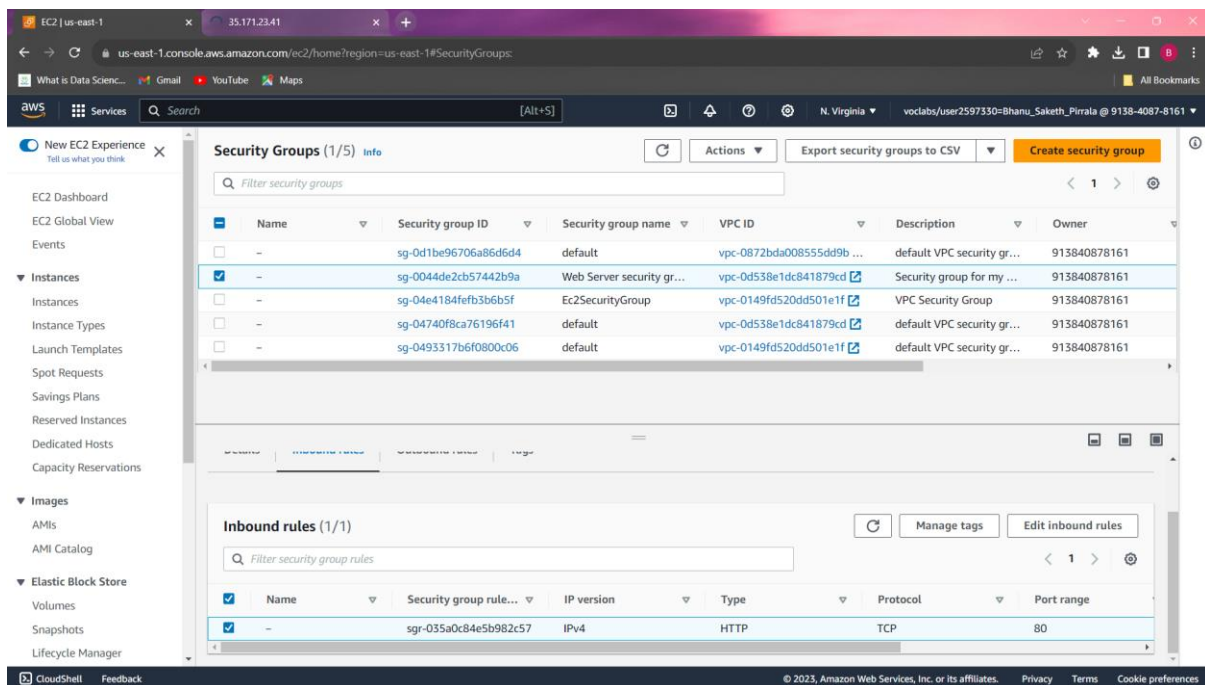 EC2 | us-east-1
35.171.23.41
us-east-1.console.aws.amazon.com/ec2/home?region=us-east-1#SecurityGroups:
B
What is Data Scienc... Gmail YouTube Maps All Bookmarks
aws Services Search [Alt+S] N. Virginia voclabs/user2597330=Bhanu_Saketh_Pirrala @ 9138-4087-8161
New EC2 Experience
Tell us what you think
EC2 Dashboard
EC2 Global View
Events
Instances
Instances
Instance Types
Launch Templates
Spot Requests
Savings Plans
Reserved Instances
Dedicated Hosts
Capacity Reservations
Images
AMIs
AMI Catalog
Elastic Block Store
Volumes
Snapshots
Lifecycle Manager
Security Groups (1/5) Info Actions Export security groups to CSV Create security group
Filter security groups 1
Name Security group ID Security group name VPC ID Description Owner
– sg-0d1be96706a86d6d4 default vpc-0872bda008555dd9b ... default VPC security gr... 913840878161
– sg-0044de2cb57442b9a Web Server security gr... vpc-0d538e1dc841879cd Security group for my ... 913840878161
– sg-04e4184fefb3b6b5f Ec2SecurityGroup vpc-0149fd520dd501e1f VPC Security Group 913840878161
– sg-04740f8ca76196f41 default vpc-0d538e1dc841879cd default VPC security gr... 913840878161
– sg-0493317b6f0800c06 default vpc-0149fd520dd501e1f default VPC security gr... 913840878161
Details Inbound rules Outbound rules Tags
Inbound rules (1/1) Manage tags Edit inbound rules
Filter security group rules 1
Name Security group rule... IP version Type Protocol Port range
– sgr-035a0c84e5b982c57 IPv4 HTTP TCP 80
CloudShell Feedback © 2023, Amazon Web Services, Inc. or its affiliates. Privacy Terms Cookie preferences